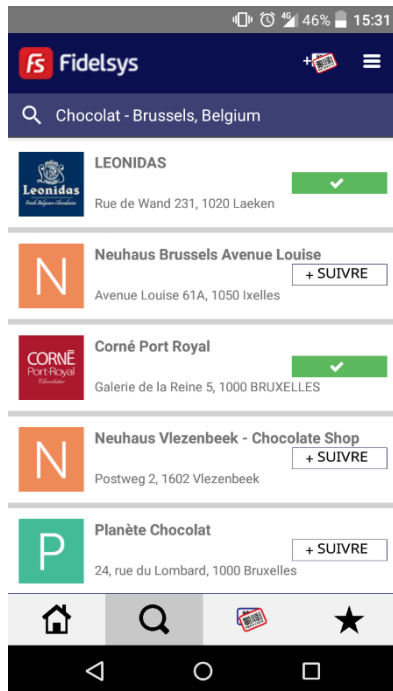 4G 46% 15:31
fs Fidelsys
+
Chocolat - Brussels, Belgium
LEONIDAS
Leonidas
Rue de Wand 231, 1020 Laeken
N
Neuhaus Brussels Avenue Louise
+ SUIVRE
Avenue Louise 61A, 1050 Ixelles
Corné Port Royal
CORNÉ
Port-Royal
Chocolatier
Galerie de la Reine 5, 1000 BRUXELLES
N
Neuhaus Vlezenbeek - Chocolate Shop
+ SUIVRE
Postweg 2, 1602 Vlezenbeek
P
Planète Chocolat
+ SUIVRE
24, rue du Lombard, 1000 Bruxelles